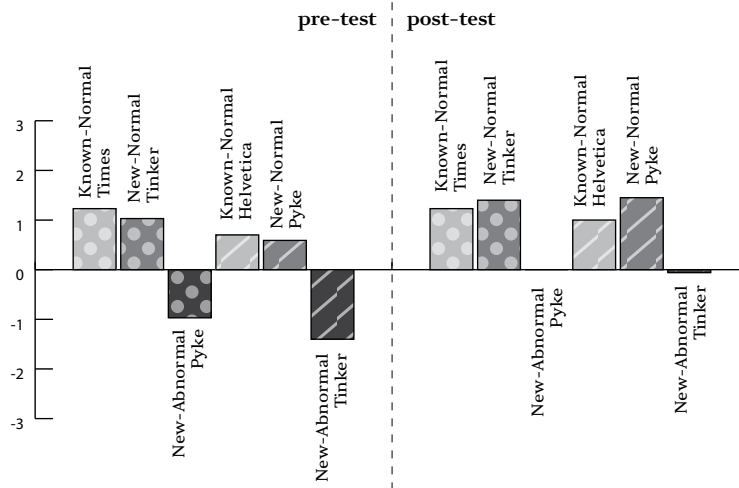 pre-test
post-test
3
2
1
0
-1
-2
-3
Known-Normal
Times
New-Normal
Tinker
New-Abnormal
Pyke
Known-Normal
Helvetica
New-Normal
Pyke
New-Abnormal
Tinker
Known-Normal
Times
New-Normal
Tinker
New-Abnormal
Pyke
Known-Normal
Helvetica
New-Normal
Pyke
New-Abnormal
Tinker